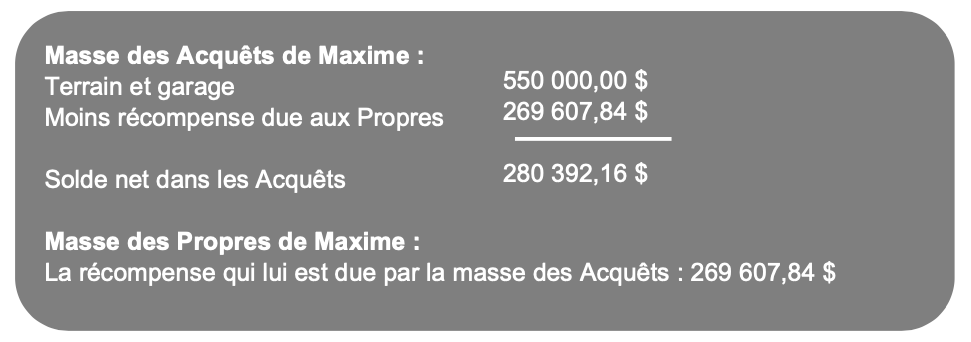 Masse des Acquêts de Maxime :
Terrain et garage 550 000,00 $
Moins récompense due aux Propres 269 607,84 $
Solde net dans les Acquêts 280 392,16 $
Masse des Propres de Maxime :
La récompense qui lui est due par la masse des Acquêts : 269 607,84 $